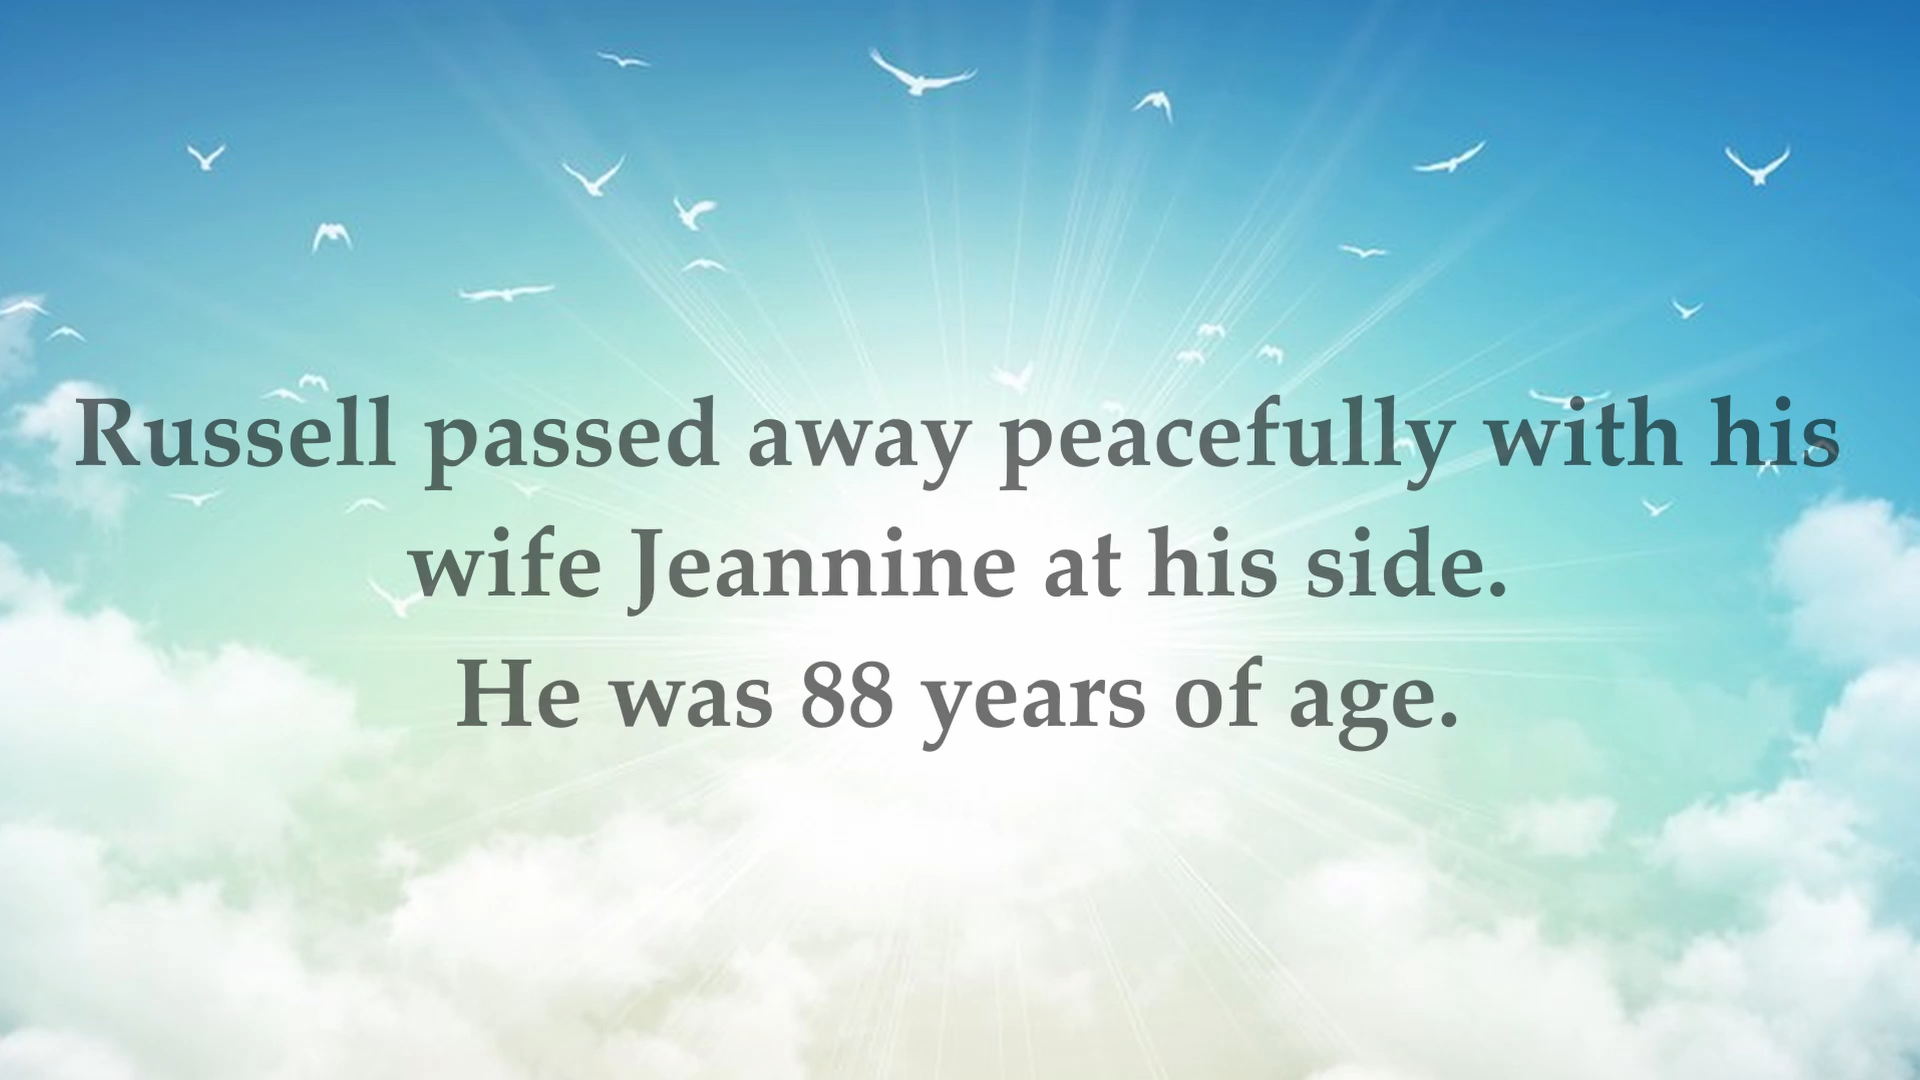 Russell passed away peacefully with his
wife Jeannine at his side.
He was 88 years of age.